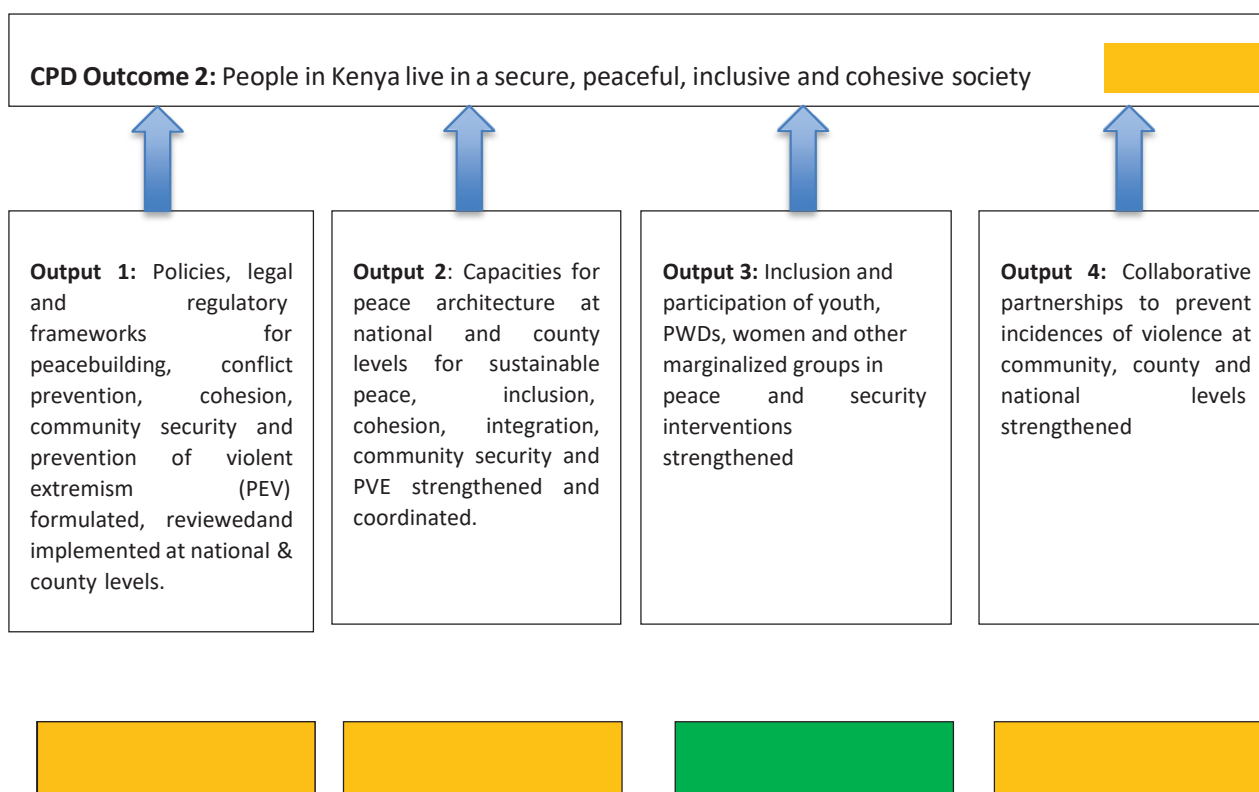 CPD Outcome 2: People in Kenya live in a secure, peaceful, inclusive and cohesive society
Output 1: Policies, legal
and regulatory
frameworks for
peacebuilding, conflict
prevention, cohesion,
community security and
prevention of violent
extremism (PEV)
formulated, reviewedand
implemented at national &
county levels.
Output 2: Capacities for
peace architecture at
national and county
levels for sustainable
peace, inclusion,
cohesion, integration,
community security and
PVE strengthened and
coordinated.
Output 3: Inclusion and
participation of youth,
PWDs, women and other
marginalized groups in
peace and security
interventions
strengthened
Output 4: Collaborative
partnerships to prevent
incidences of violence at
community, county and
national levels
strengthened